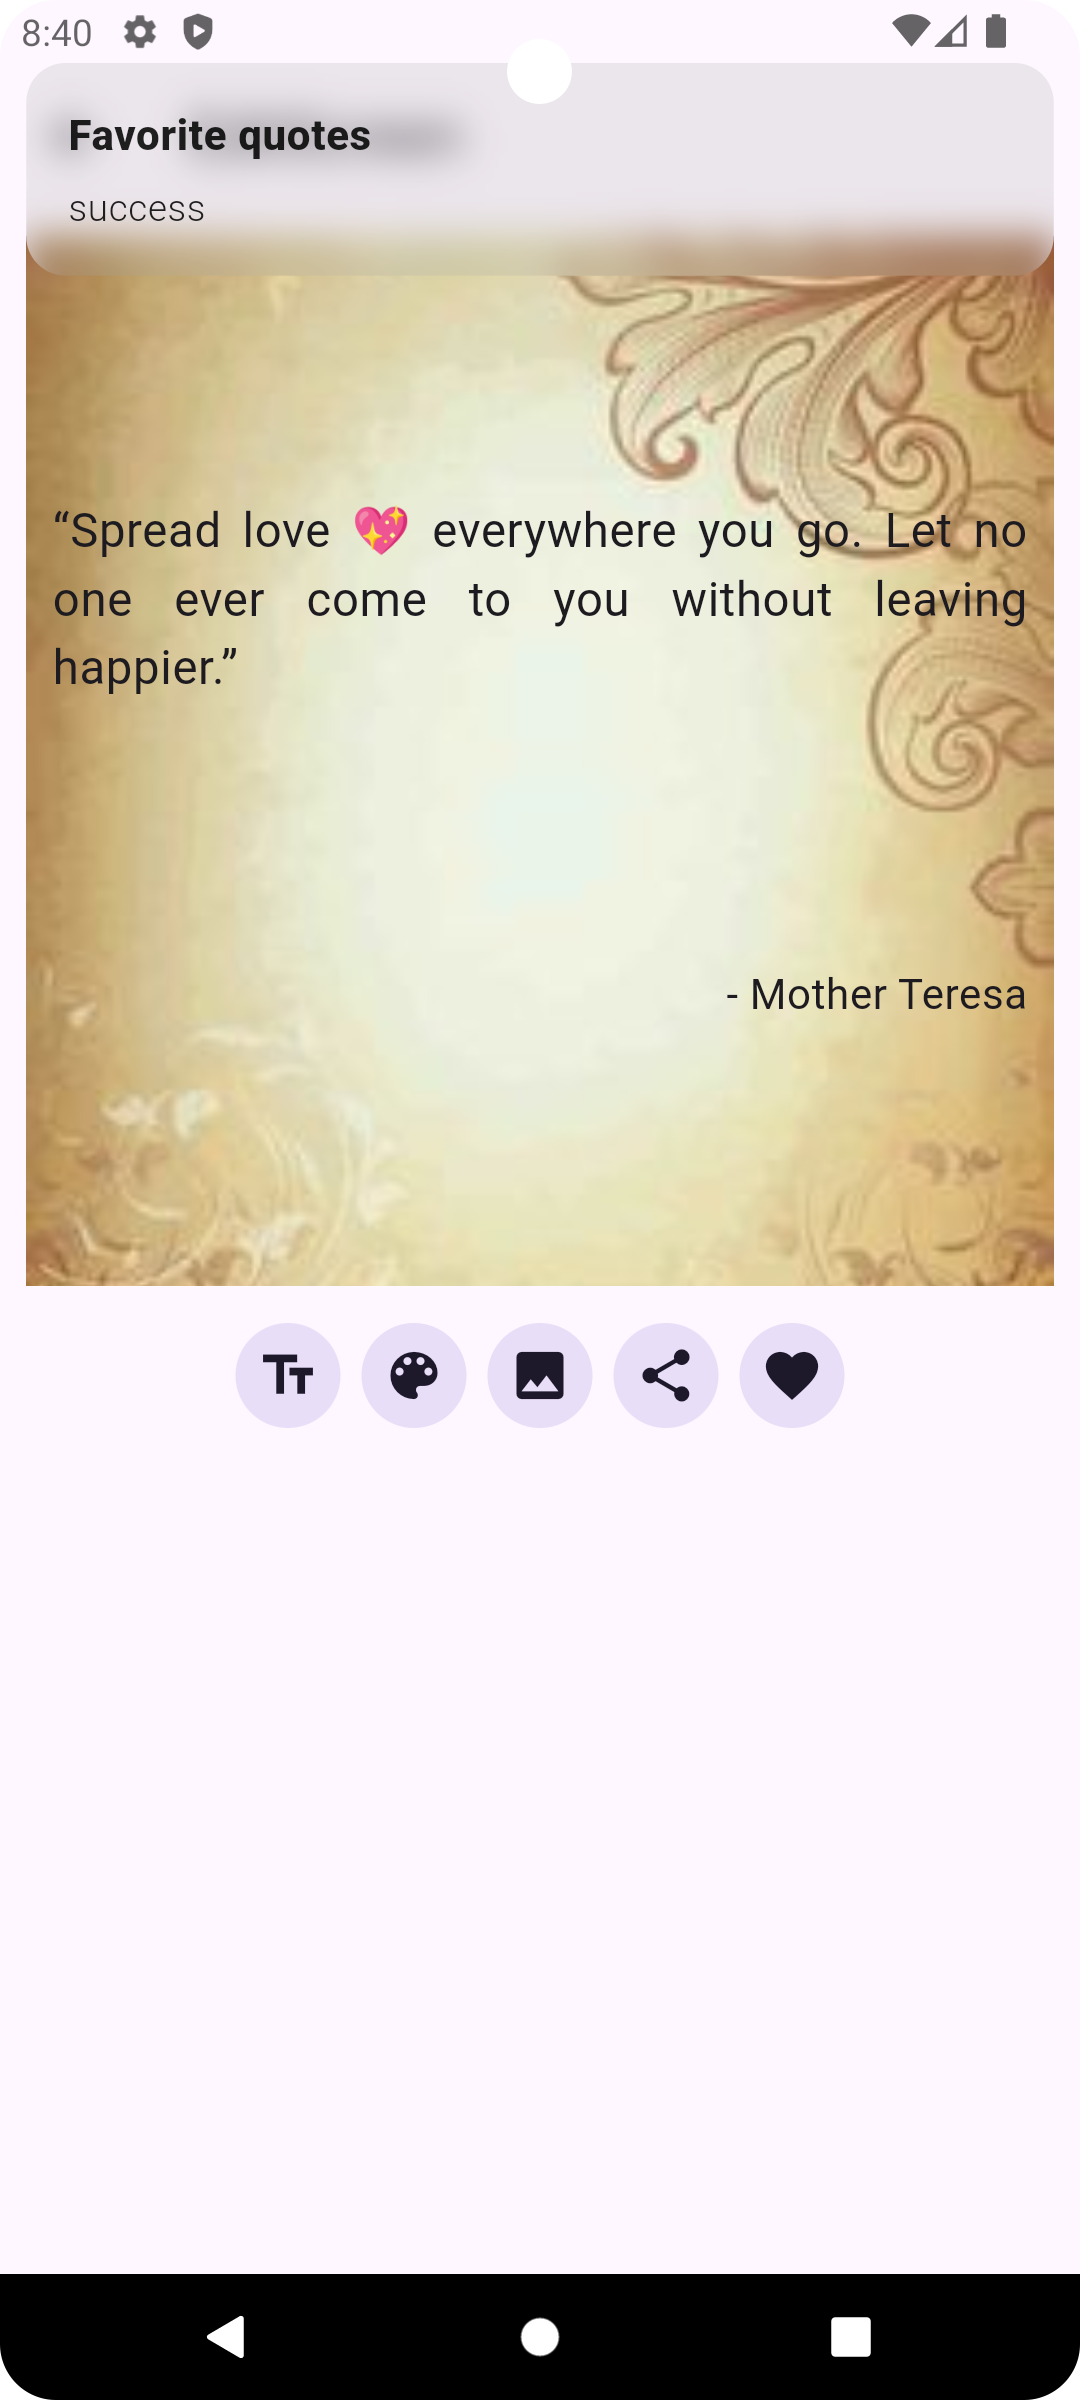 8:40
Favorite quotes
success
“Spread love 💖 everywhere you go. Let no
one ever come to you without leaving
happier.”
- Mother Teresa